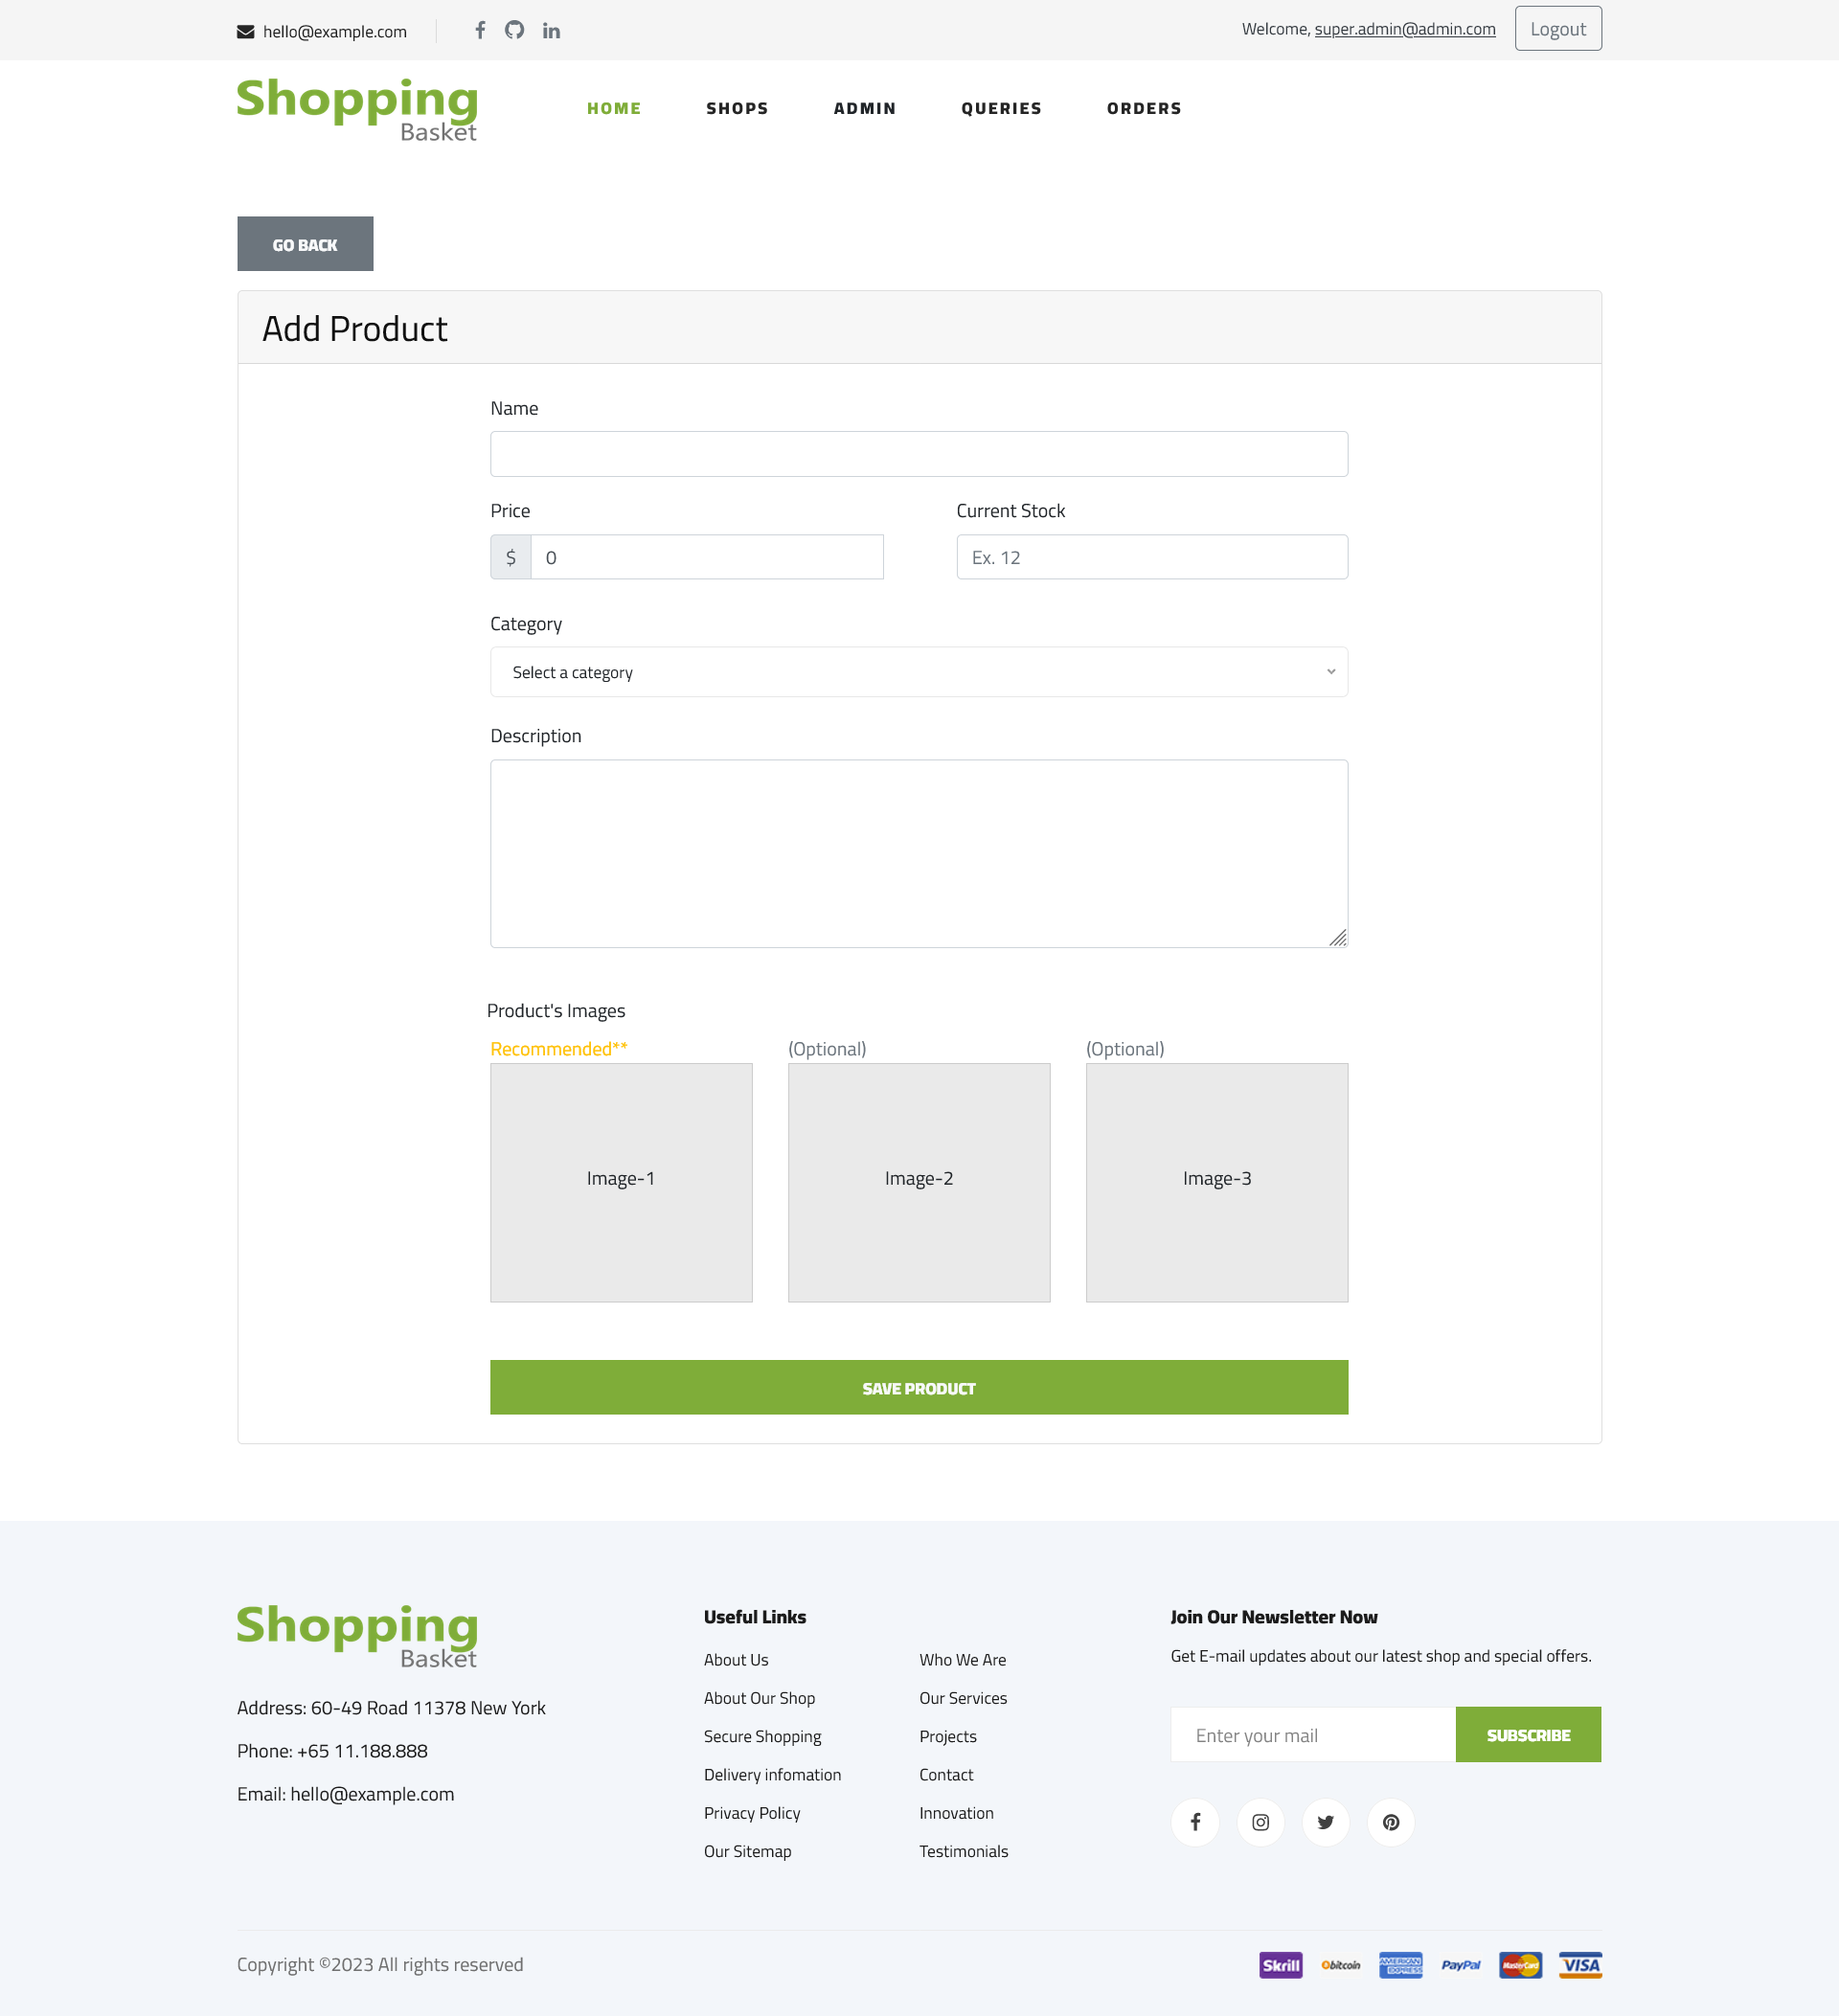 hello@example.com
Welcome, super.admin@admin.com
Logout
Shopping
Basket
HOME
SHOPS
ADMIN
QUERIES
ORDERS
GO BACK
Add Product
Name
Price
Current Stock
$
0
Ex. 12
Category
Select a category
Description
Product's Images
Recommended**
(Optional)
(Optional)
Image-1
Image-2
Image-3
SAVE PRODUCT
Shopping
Basket
Address: 60-49 Road 11378 New York
Phone: +65 11.188.888
Email: hello@example.com
Useful Links
About Us
About Our Shop
Secure Shopping
Delivery infomation
Privacy Policy
Our Sitemap
Who We Are
Our Services
Projects
Contact
Innovation
Testimonials
Join Our Newsletter Now
Get E-mail updates about our latest shop and special offers.
Enter your mail
SUBSCRIBE
Copyright ©2023 All rights reserved
Skrill
bitcoin
AMERICAN EXPRESS
PayPal
MasterCard
VISA